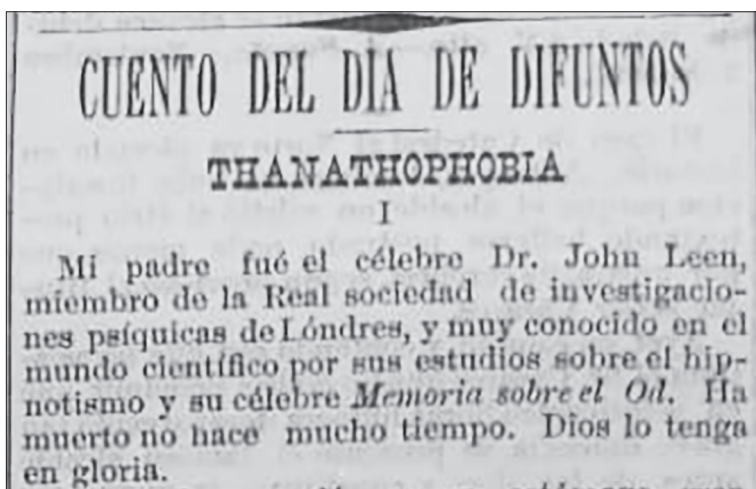 CUENTO DEL DIA DE DIFUNTOS
THANATHOPHOBIA
I
Mi padre fué el célebre Dr. John Leen,
miembro de la Real sociedad de investigacio-
nes psíquicas de Lóndres, y muy conocido en el
mundo científico por sus estudios sobre el hip-
notismo y su célebre Memoria sobre el Od. Ha
muerto no hace mucho tiempo. Dios lo tenga
en gloria.